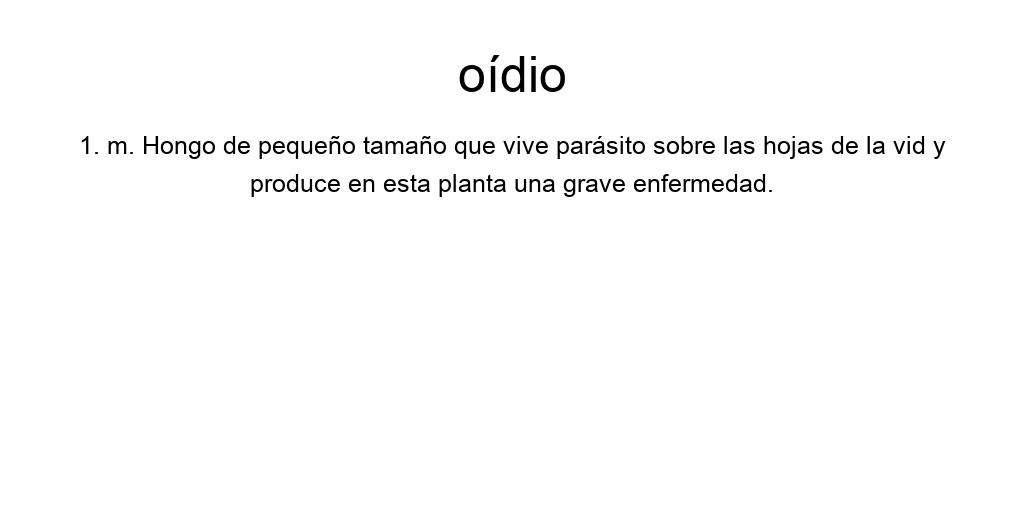 oídio
1. m. Hongo de pequeño tamaño que vive parásito sobre las hojas de la vid y
produce en esta planta una grave enfermedad.